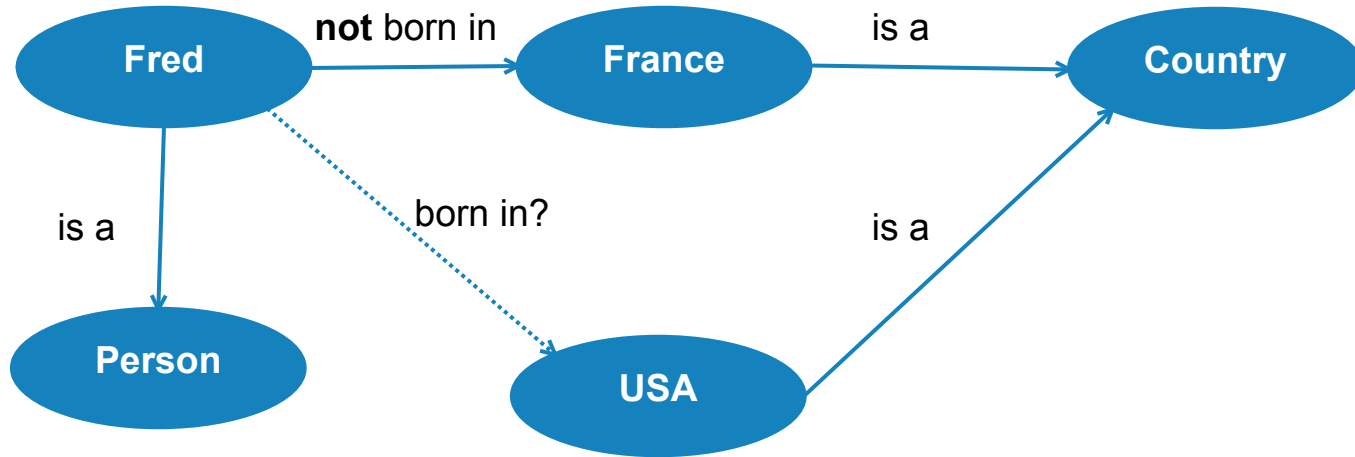 not born in
is a
Fred
France
Country
is a
born in?
is a
Person
USA